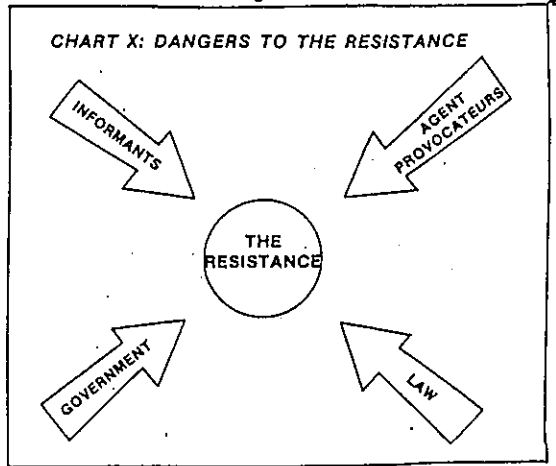 CHART X: DANGERS TO THE RESISTANCE
INFORMANTS
AGENT
PROVOCATEURS
THE
RESISTANCE
GOVERNMENT
LAW